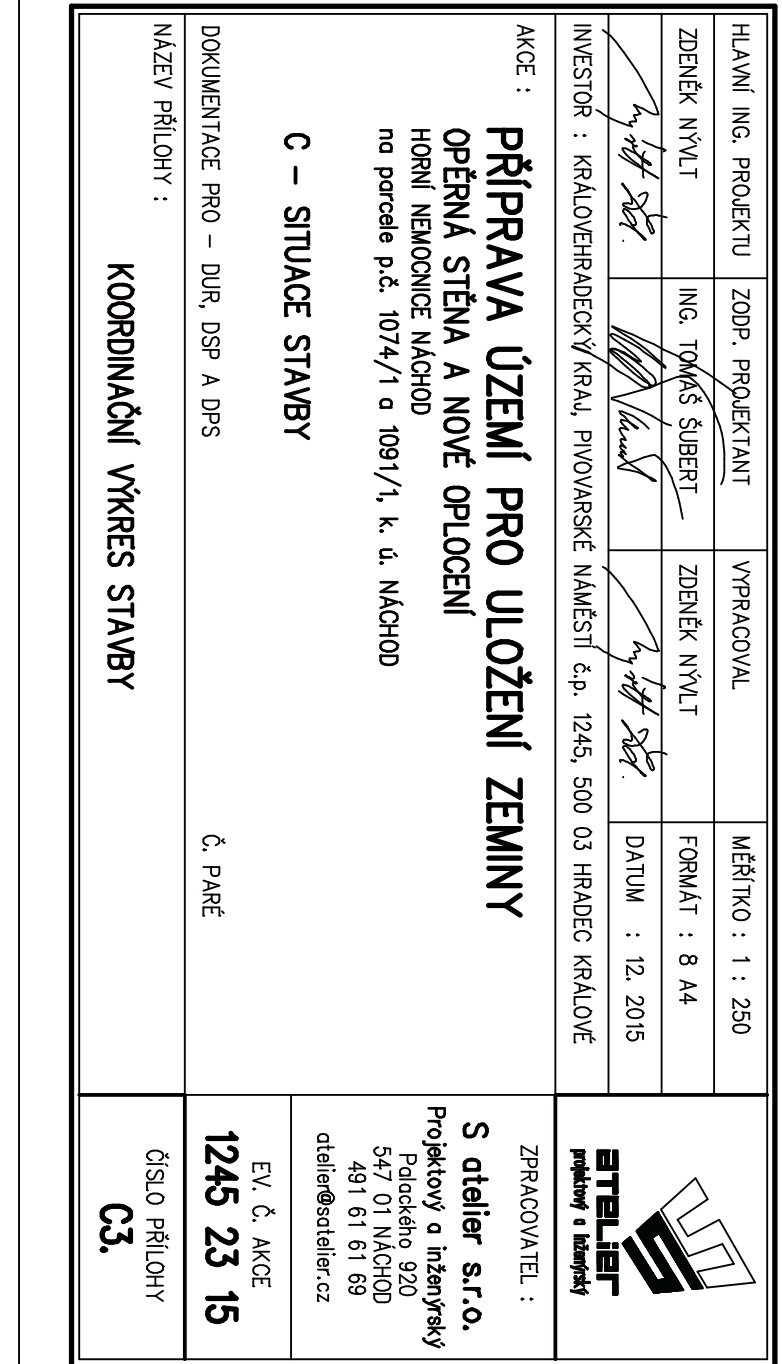 HLAVNÍ ING. PROJEKTU
ZODP. PROJEKTANT
VYPRACOVAL
MĚŘÍTKO : 1 : 250
ZDENĚK NÝVLT
ING. TOMÁŠ ŠUBERT
ZDENĚK NÝVLT
FORMÁT : 8 A4
DATUM : 12. 2015
INVESTOR : KRÁLOVEHRADECKÝ KRAJ, PIVOVARSKÉ NÁMĚSTÍ č.p. 1245, 500 03 HRADEC KRÁLOVÉ
atelier
projektový a inženýrský
AKCE :
PŘÍPRAVA ÚZEMÍ PRO ULOŽENÍ ZEMINY
OPĚRNÁ STĚNA A NOVÉ OPLOCENÍ
HORNÍ NEMOCNICE NÁCHOD
na parcele p.č. 1074/1 a 1091/1, k. ú. NÁCHOD
C – SITUACE STAVBY
ZPRACOVATEL :
S atelier s.r.o.
Projektový a inženýrský
Palackého 920
547 01 NÁCHOD
491 61 61 69
atelier@satelier.cz
DOKUMENTACE PRO – DUR, DSP A DPS
Č. PARÉ
EV. Č. AKCE
1245 23 15
NÁZEV PŘÍLOHY :
KOORDINAČNÍ VÝKRES STAVBY
ČÍSLO PŘÍLOHY
C3.